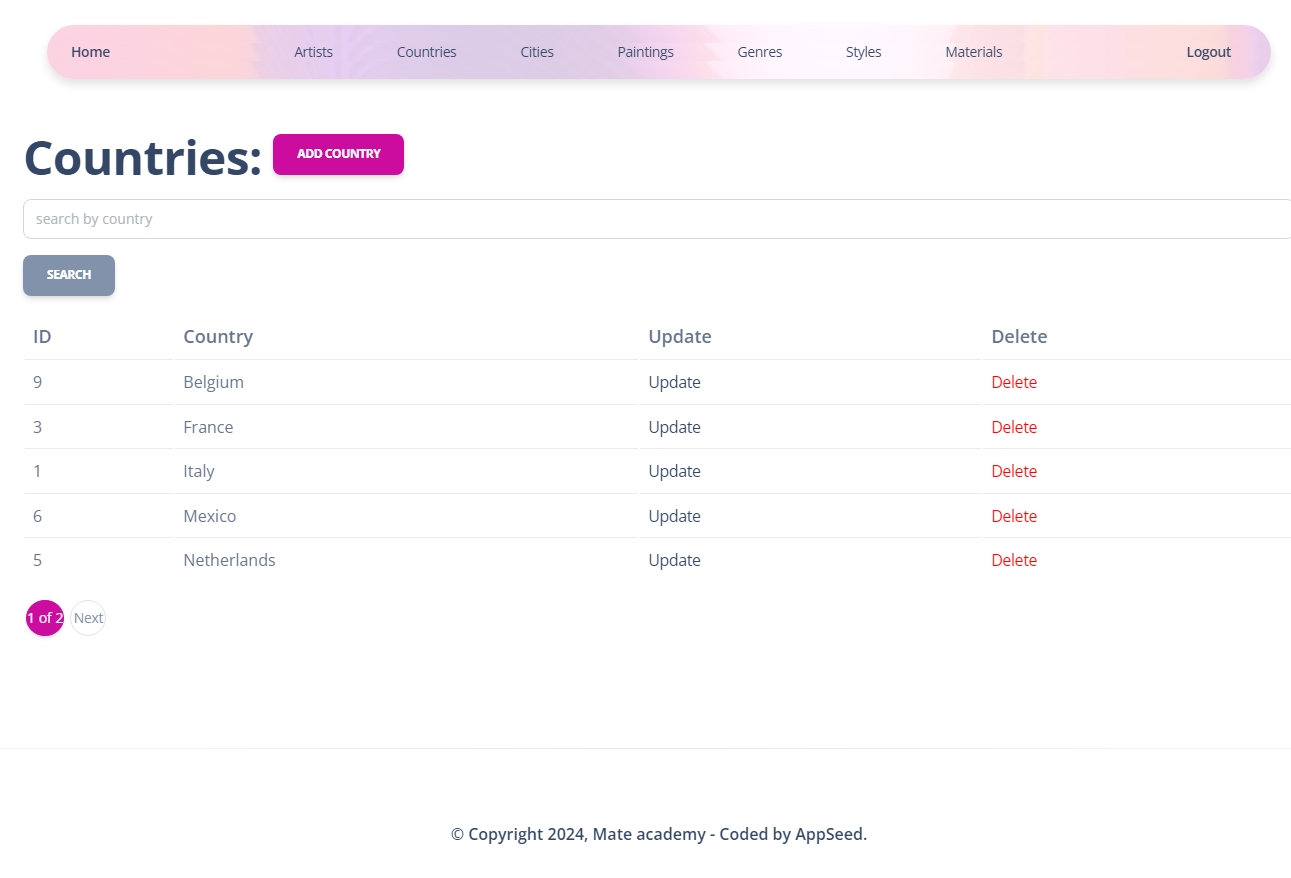 Home Artists Countries Cities Paintings Genres Styles Materials Logout
Countries: ADD COUNTRY
search by country
SEARCH
ID Country Update Delete
9 Belgium Update Delete
3 France Update Delete
1 Italy Update Delete
6 Mexico Update Delete
5 Netherlands Update Delete
1 of 2 Next
© Copyright 2024, Mate academy - Coded by AppSeed.